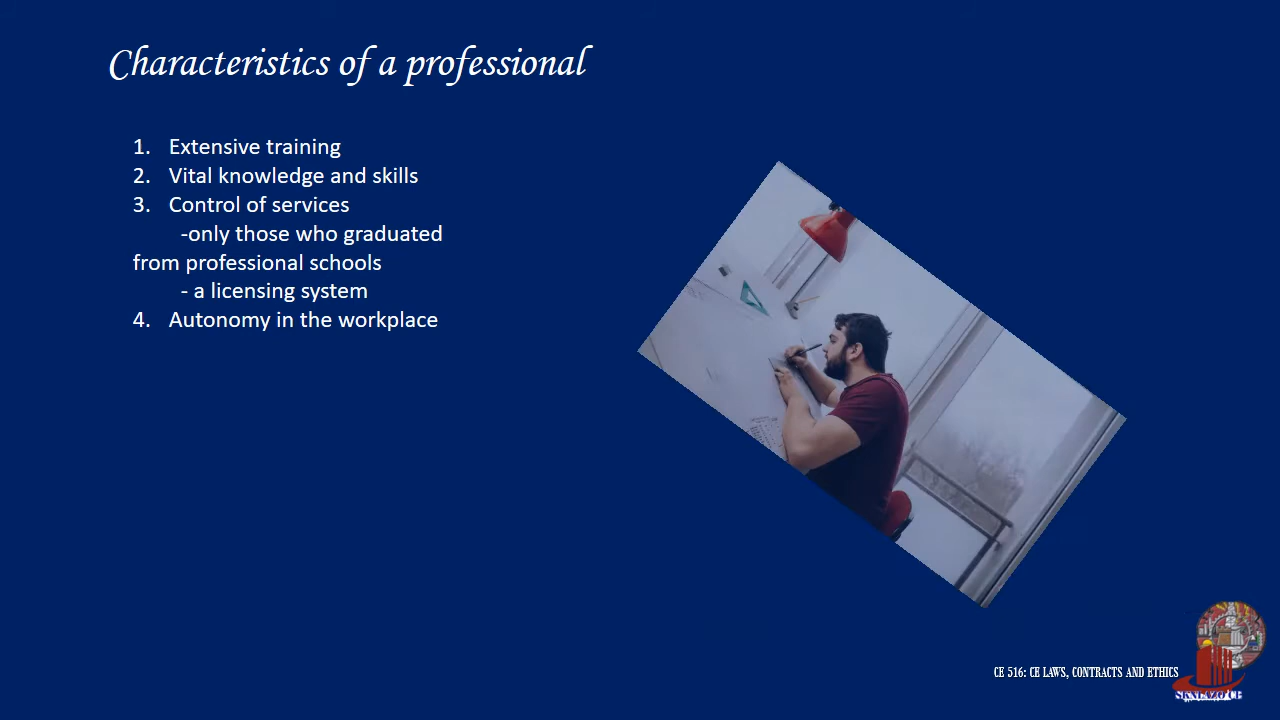 Characteristics of a professional
1. Extensive training
2. Vital knowledge and skills
3. Control of services
-only those who graduated
from professional schools
- a licensing system
4. Autonomy in the workplace
CE 516: CE LAWS, CONTRACTS AND ETHICS